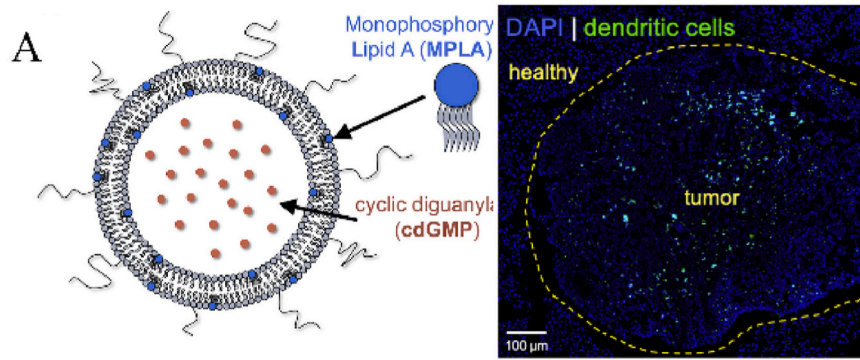 A
Monophosphory
Lipid A (MPLA)
cyclic diguanyla
(cdGMP)
DAPI | dendritic cells
healthy
tumor
100 µm